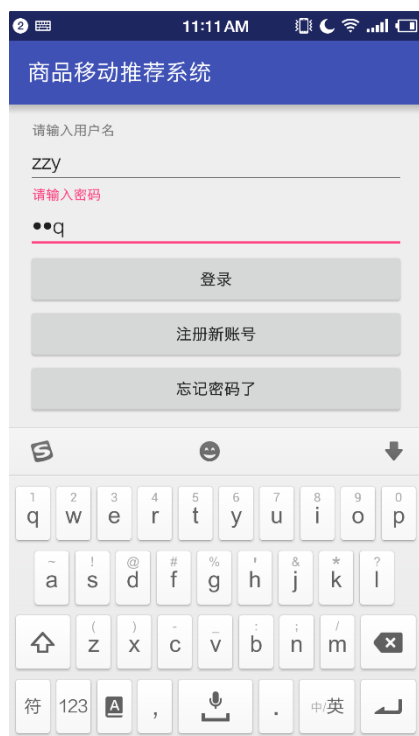 2 11:11 AM
商品移动推荐系统
请输入用户名
zzy
请输入密码
••q
登录
注册新账号
忘记密码了
1 2 3 4 5 6 7 8 9 0
q w e r t y u i o p
~ ! @ # % ' & * ?
a s d f g h j k l
( ) - _ : ; /
z x c v b n m
符 123 A , . 中/英